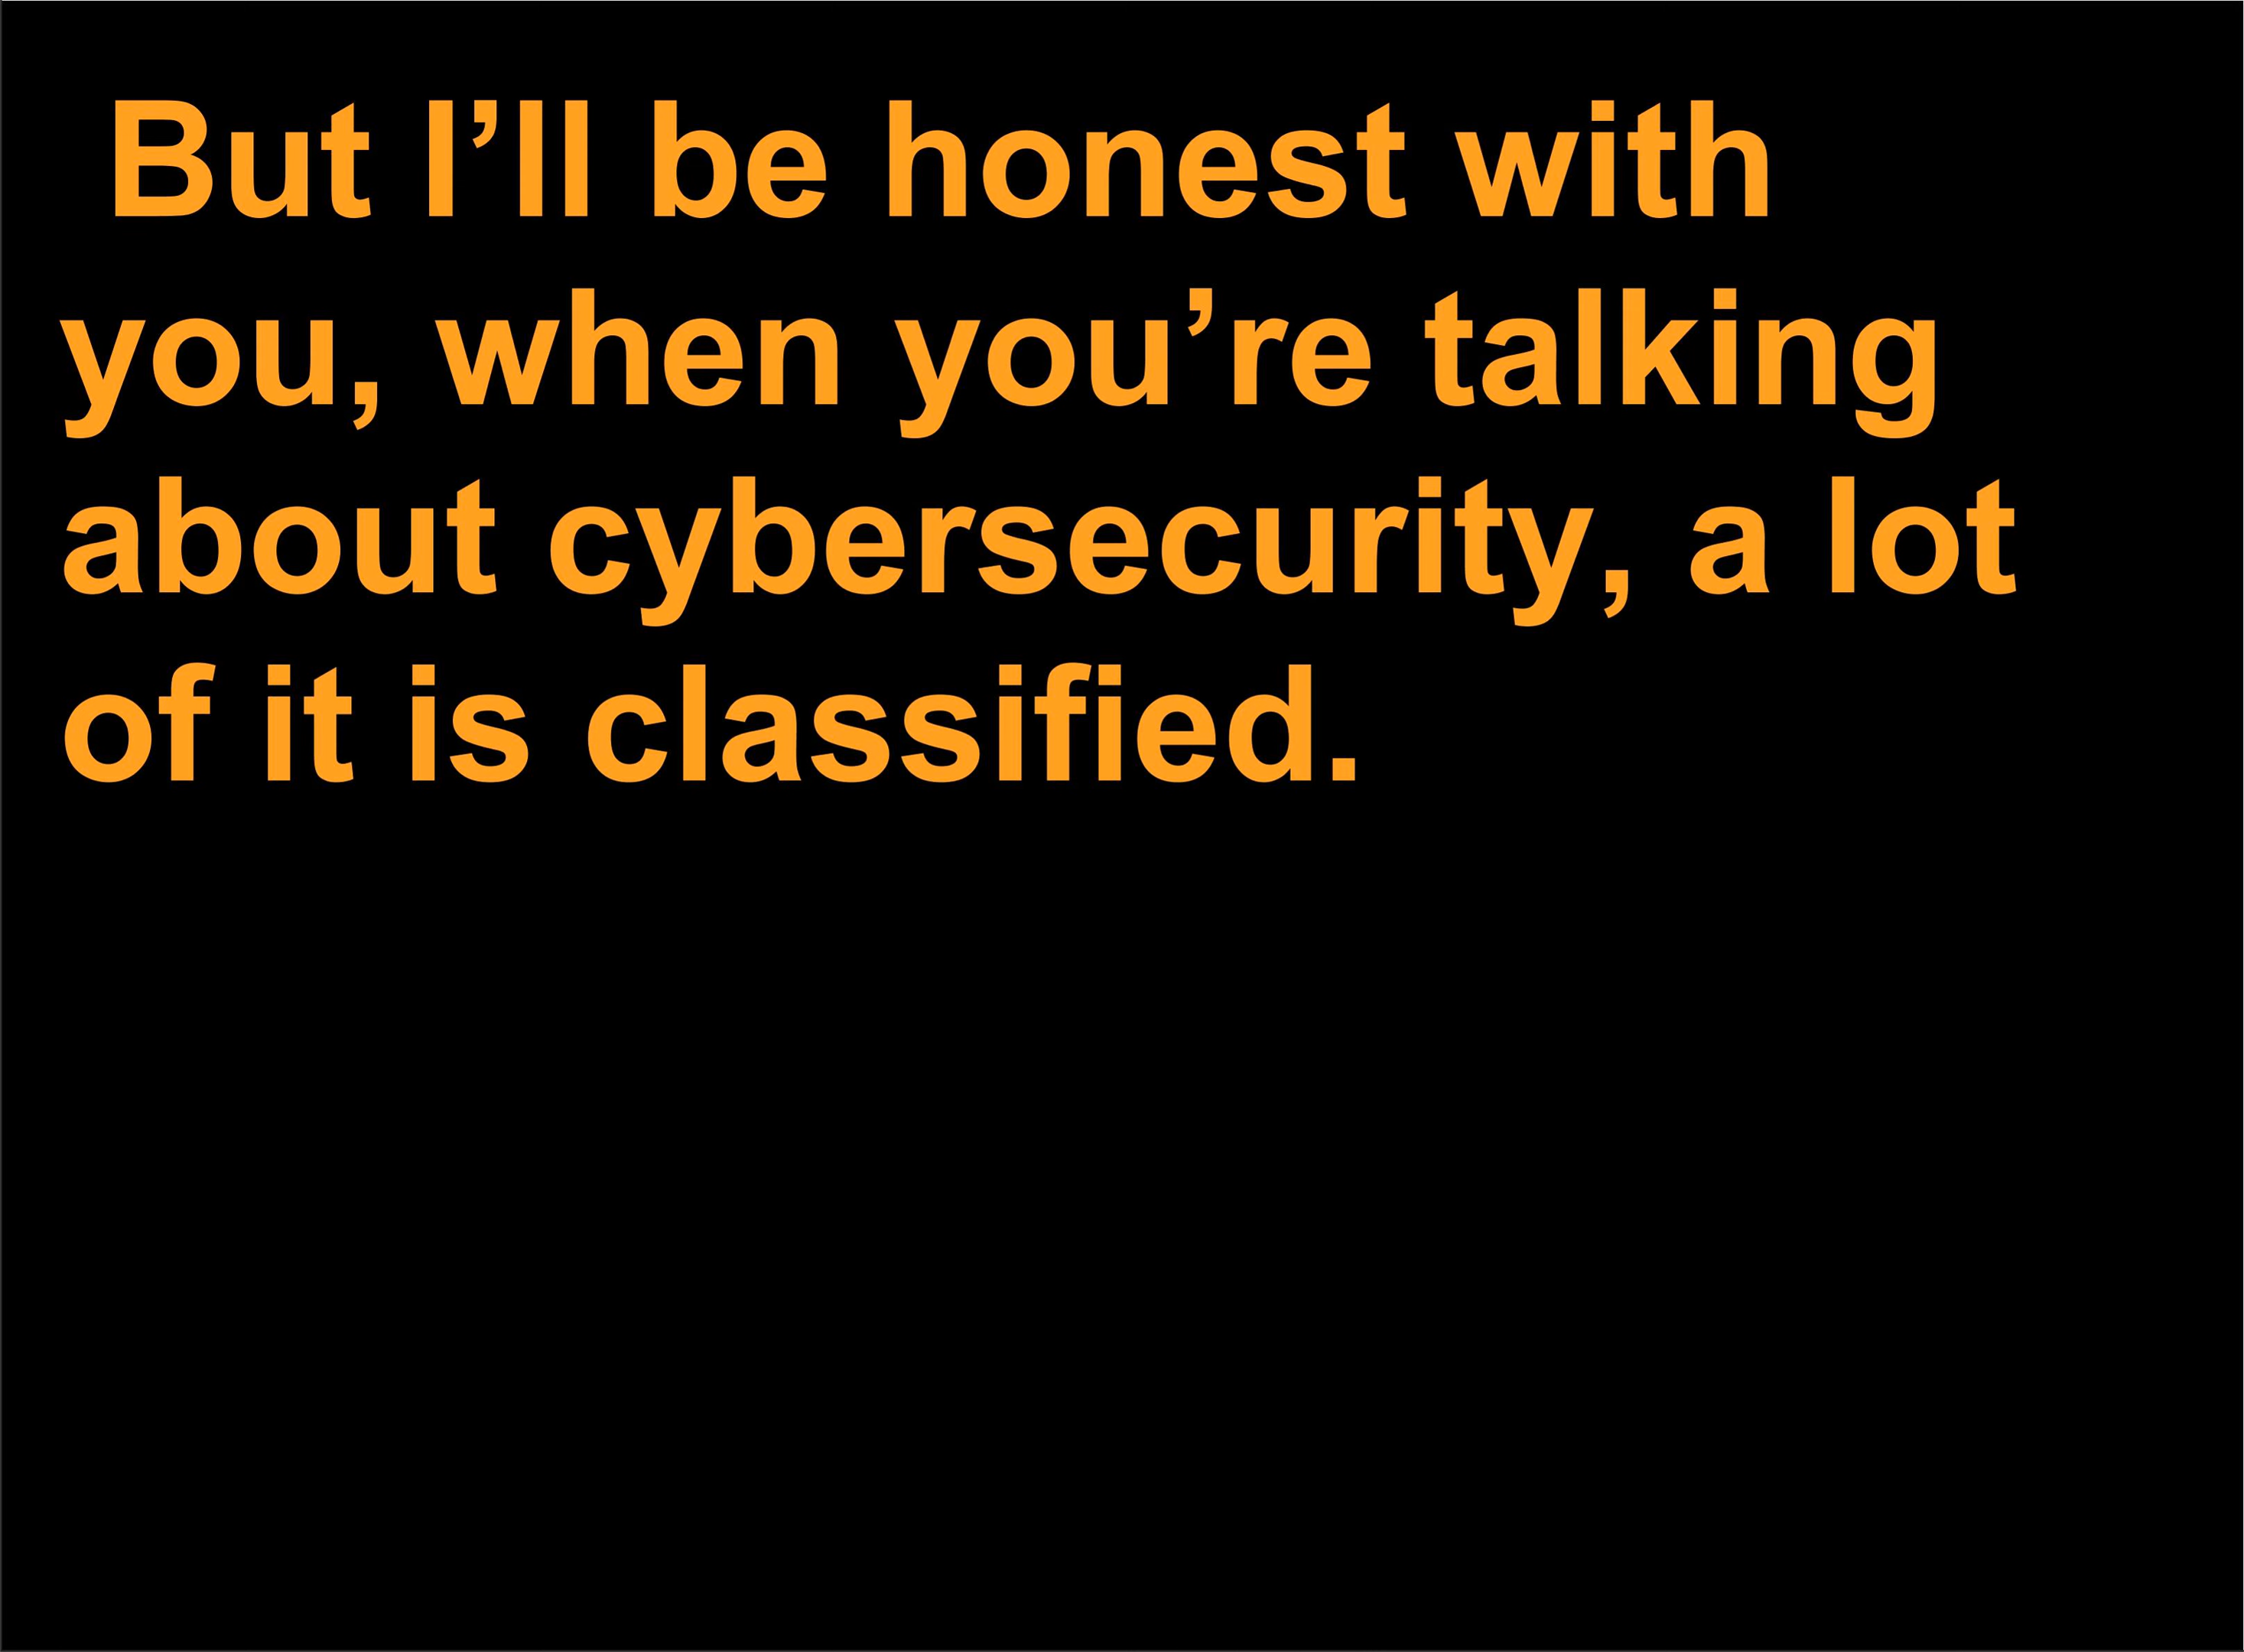 But I’ll be honest with
you, when you’re talking
about cybersecurity, a lot
of it is classified.